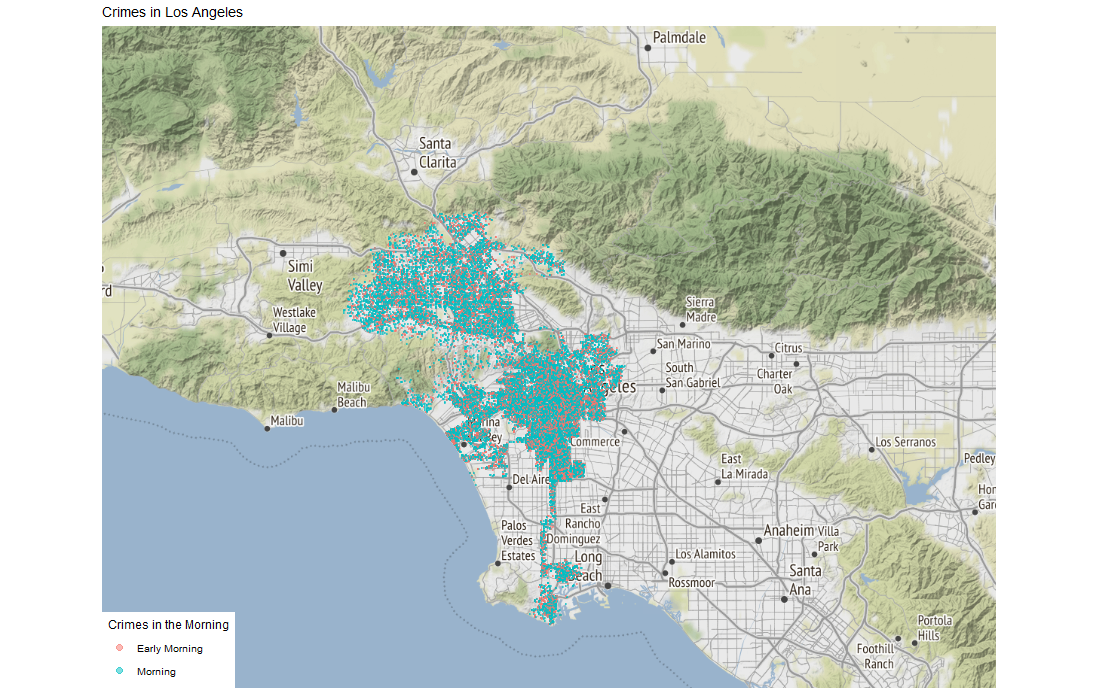 Crimes in Los Angeles
Palmdale
Santa
Clarita
Simi
Valley
rd
Westlake
Village
Sierra
Madre
San Marino
Citrus
South
San Gabriel
Charter
Oak
Malibu
Beach
Malibu
Commerce
Los Serranos
East
La Mirada
Pedley
Del Aire
East
Rancho
Dominguez
Palos
Verdes
Estates
Anaheim
Villa
Park
Long
Beach
Los Alamitos
Rossmoor
Santa
Ana
Portola
Hills
Foothill
Ranch
Crimes in the Morning
Early Morning
Morning